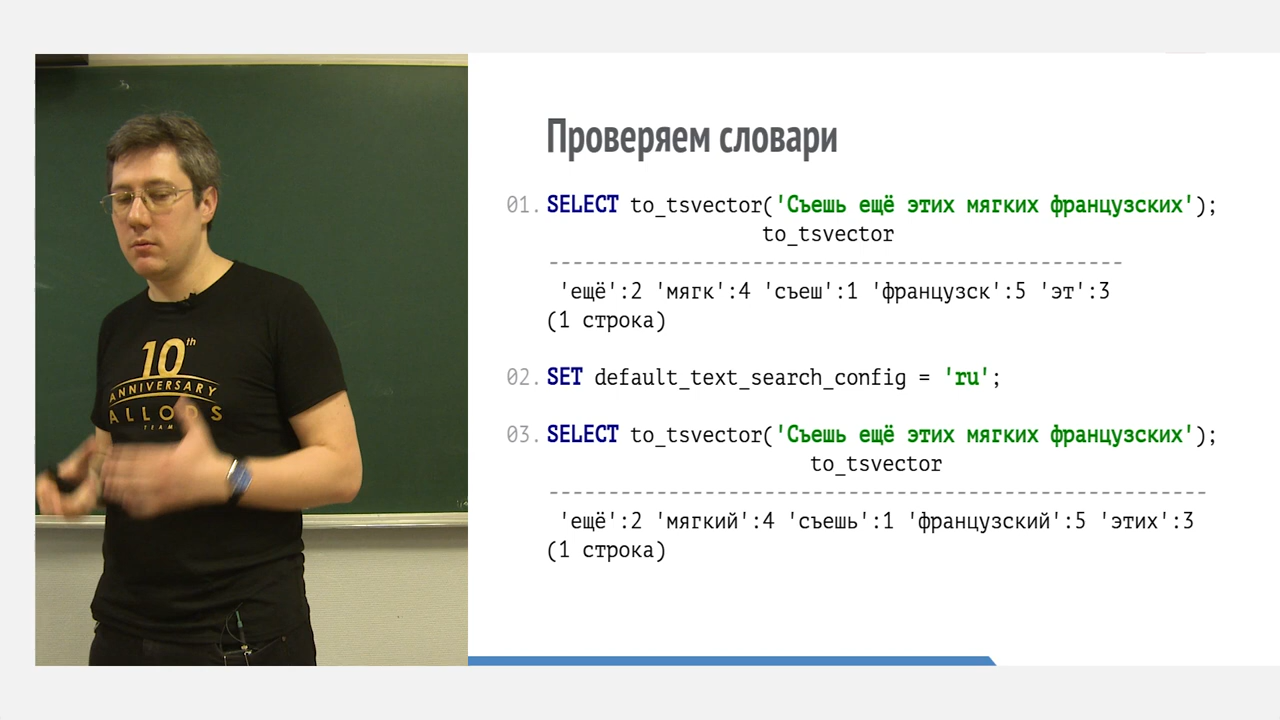 10th
ANNIVERSARY
ALLODS
TEAM
Проверяем словари
01. SELECT to_tsvector('Съешь ещё этих мягких французских');
to_tsvector
------------------------------------------------
'ещё':2 'мягк':4 'съеш':1 'французск':5 'эт':3
(1 строка)
02. SET default_text_search_config = 'ru';
03. SELECT to_tsvector('Съешь ещё этих мягких французских');
to_tsvector
-------------------------------------------------------
'ещё':2 'мягкий':4 'съешь':1 'французский':5 'этих':3
(1 строка)